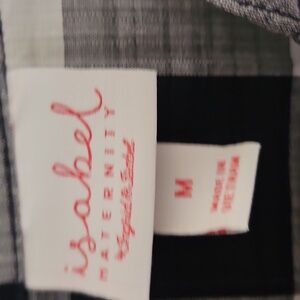 isabel
MATERNITY
by Ingrid & Isabel
M
MADE IN
VIETNAM